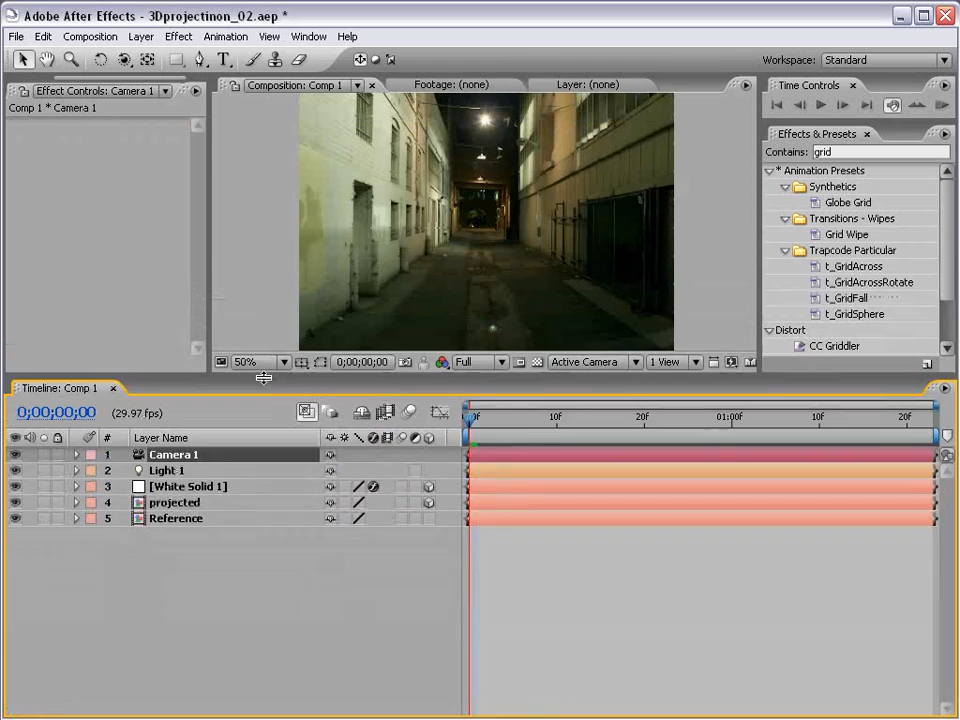 Adobe After Effects - 3Dprojectinon_02.aep *
File Edit Composition Layer Effect Animation View Window Help
Workspace: Standard
Effect Controls: Camera 1
Composition: Comp 1
Footage: (none)
Layer: (none)
Time Controls
Comp 1 * Camera 1
Effects & Presets
Contains: grid
* Animation Presets
Synthetics
Globe Grid
Transitions - Wipes
Grid Wipe
Trapcode Particular
t_GridAcross
t_GridAcrossRotate
t_GridFall
t_GridSphere
Distort
CC Griddler
50% 0;00;00;00 Full Active Camera 1 View
Timeline: Comp 1
0;00;00;00 (29.97 fps)
10f 20f 01:00f 10f 20f
# Layer Name
1 Camera 1
2 Light 1
3 [White Solid 1]
4 projected
5 Reference